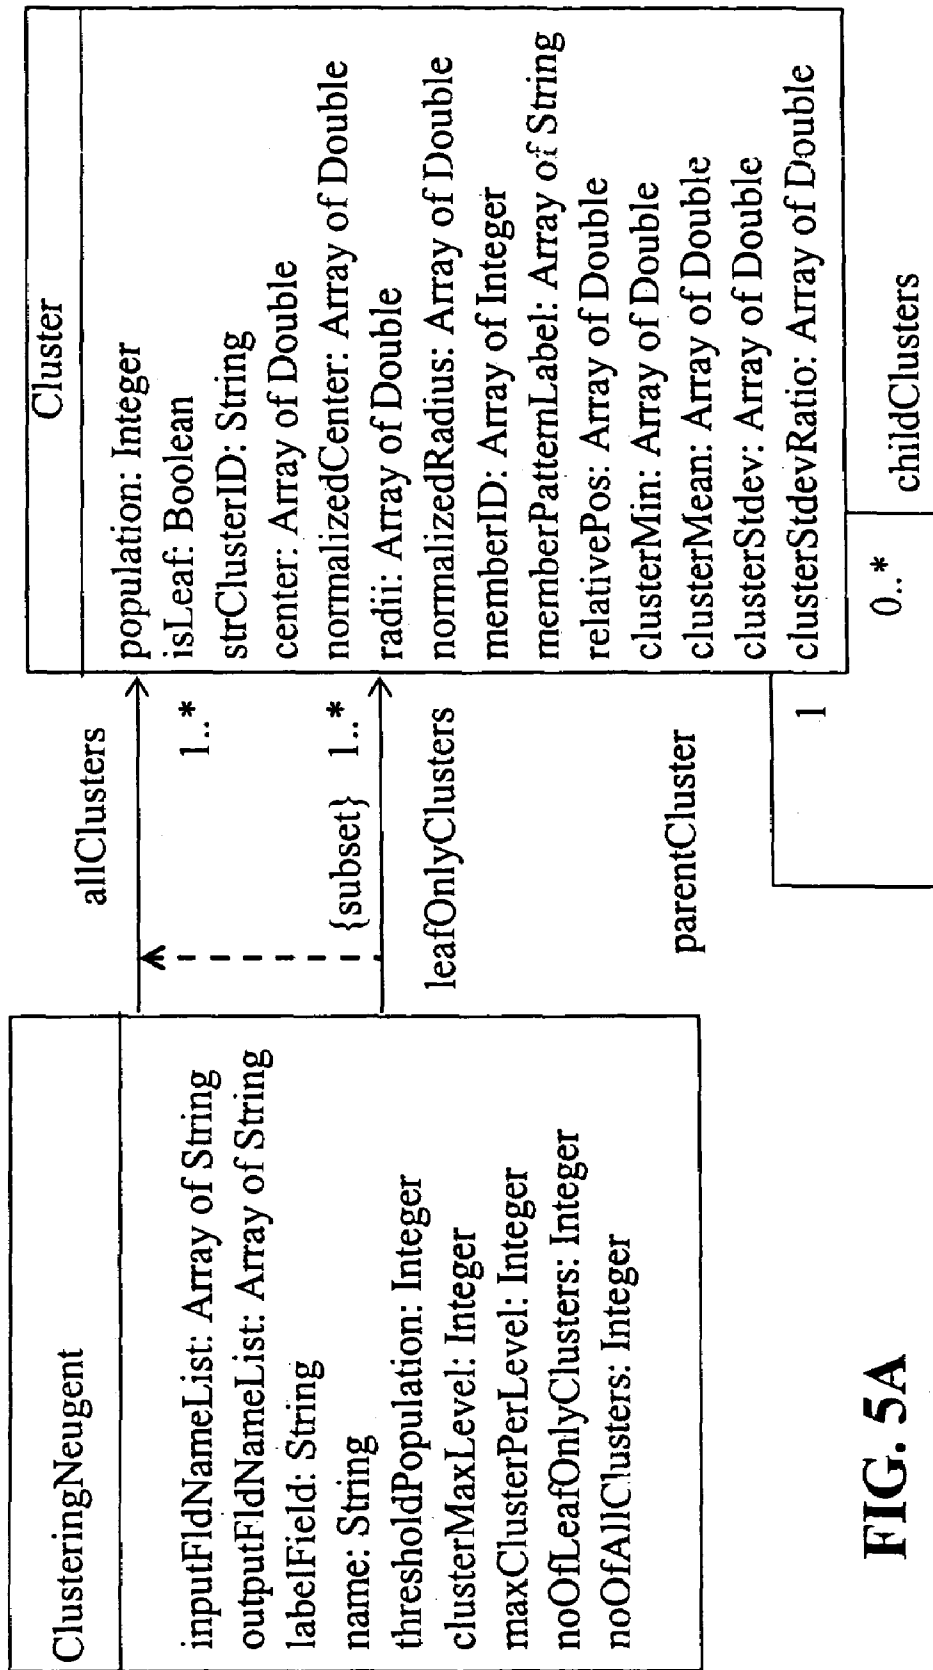 ClusteringNeugent
inputFldNameList: Array of String
outputFldNameList: Array of String
labelField: String
name: String
thresholdPopulation: Integer
clusterMaxLevel: Integer
maxClusterPerLevel: Integer
noOfLeafOnlyClusters: Integer
noOfAllClusters: Integer
allClusters
1..*
{subset} 1..*
leafOnlyClusters
parentCluster
1
Cluster
population: Integer
isLeaf: Boolean
strClusterID: String
center: Array of Double
normalizedCenter: Array of Double
radii: Array of Double
normalizedRadius: Array of Double
memberID: Array of Integer
memberPatternLabel: Array of String
relativePos: Array of Double
clusterMin: Array of Double
clusterMean: Array of Double
clusterStdev: Array of Double
clusterStdevRatio: Array of Double
0..*
childClusters
FIG. 5A